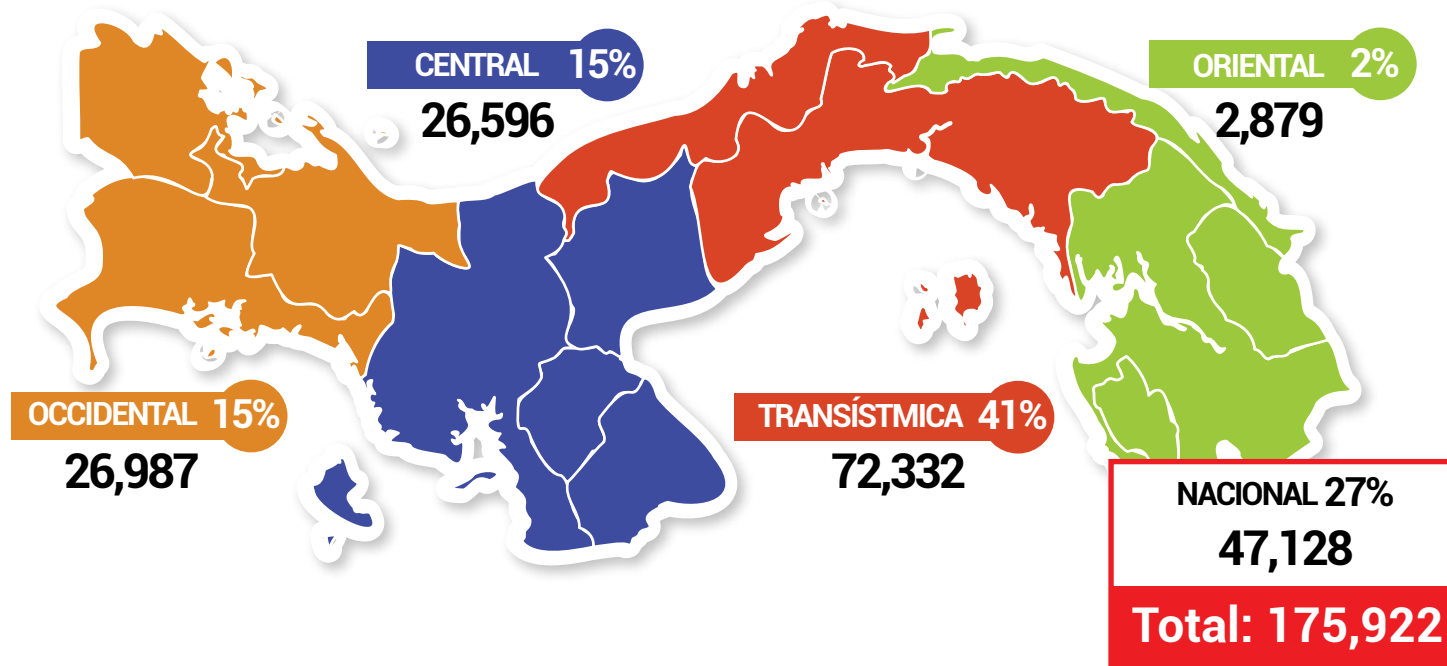 CENTRAL 15%
26,596
ORIENTAL 2%
2,879
OCCIDENTAL 15%
26,987
TRANSÍSTMICA 41%
72,332
NACIONAL 27%
47,128
Total: 175,922